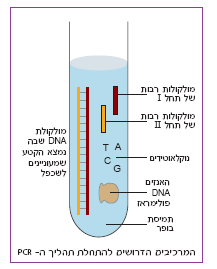 מולקולות רבות
של תחל I
מולקולות רבות
של תחל II
מולקולת
DNA שבה
נמצא הקטע
שמעוניינים
לשכפל
T A
C G
נוקלאוטידים
האנזים
DNA
פולימראז
תמיסת
בופר
המרכיבים הדרושים להתחלת תהליך ה- PCR